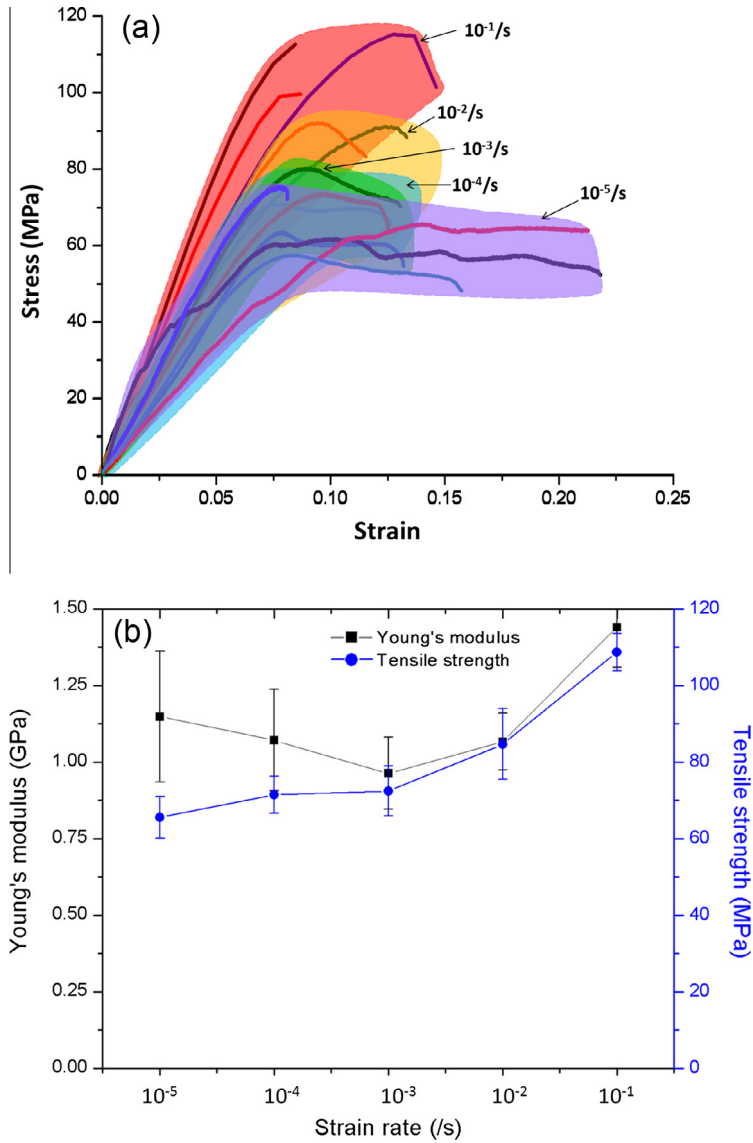 (a)
120
100
80
60
40
20
0
Stress (MPa)
10⁻¹/s
10⁻²/s
10⁻³/s
10⁻⁴/s
10⁻⁵/s
0.00 0.05 0.10 0.15 0.20 0.25
Strain
(b)
1.50
1.25
1.00
0.75
0.50
0.25
0.00
Young's modulus (GPa)
Young's modulus
Tensile strength
120
100
80
60
40
20
0
Tensile strength (MPa)
10⁻⁵ 10⁻⁴ 10⁻³ 10⁻² 10⁻¹
Strain rate (/s)